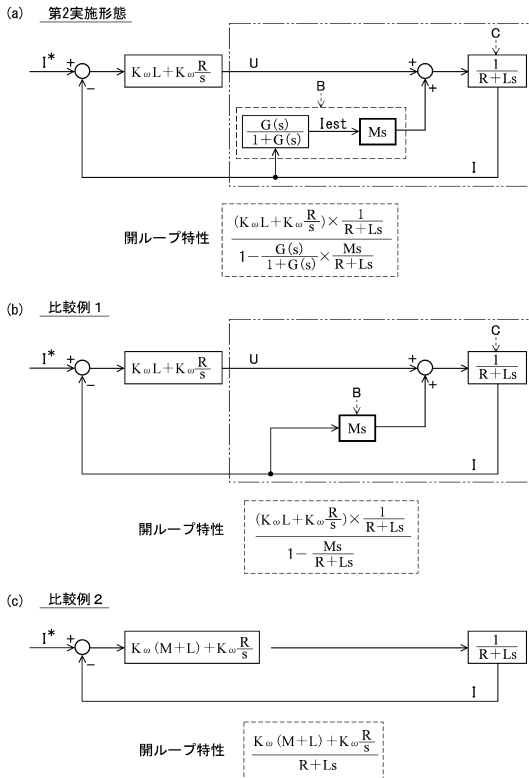 (a) 第2実施形態
C
I* + − KωL+Kω R/s U + + 1/(R+Ls)
B
G(s)/(1+G(s)) Iest Ms
I
開ループ特性 ((KωL+Kω R/s)×1/(R+Ls))/(1−G(s)/(1+G(s))×Ms/(R+Ls))
(b) 比較例1
C
I* + − KωL+Kω R/s U + + 1/(R+Ls)
B
Ms
I
開ループ特性 ((KωL+Kω R/s)×1/(R+Ls))/(1−Ms/(R+Ls))
(c) 比較例2
I* + − Kω(M+L)+Kω R/s 1/(R+Ls)
I
開ループ特性 (Kω(M+L)+Kω R/s)/(R+Ls)